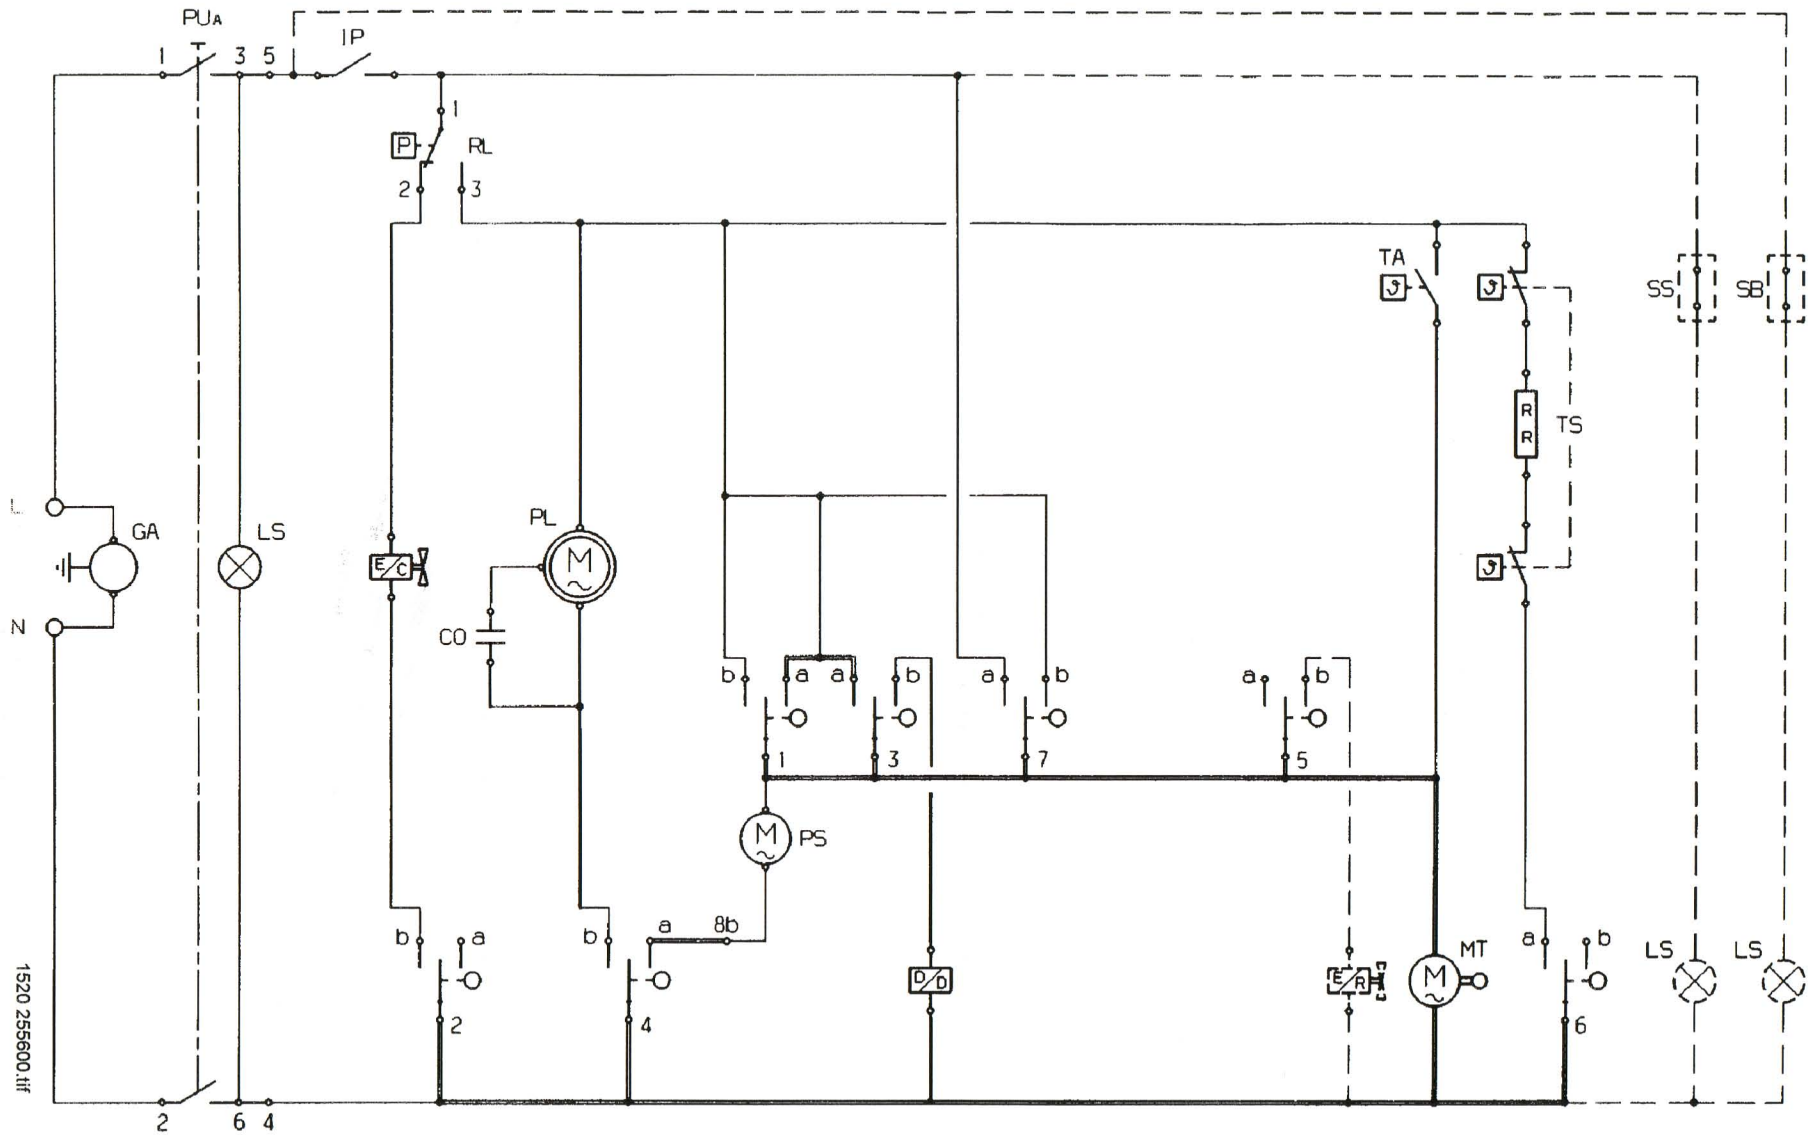 PUA
1 3 5 IP
1
P RL
2 3
TA
ϑ ϑ SS SB
R
R TS
L
GA LS PL M E/C ϑ
N
CO
b a a b a b a b
1 3 7 5
M PS
b a b a 8b a b
D/D E/R M MT LS LS
2 4 6
2 6 4
1520 255600.tif